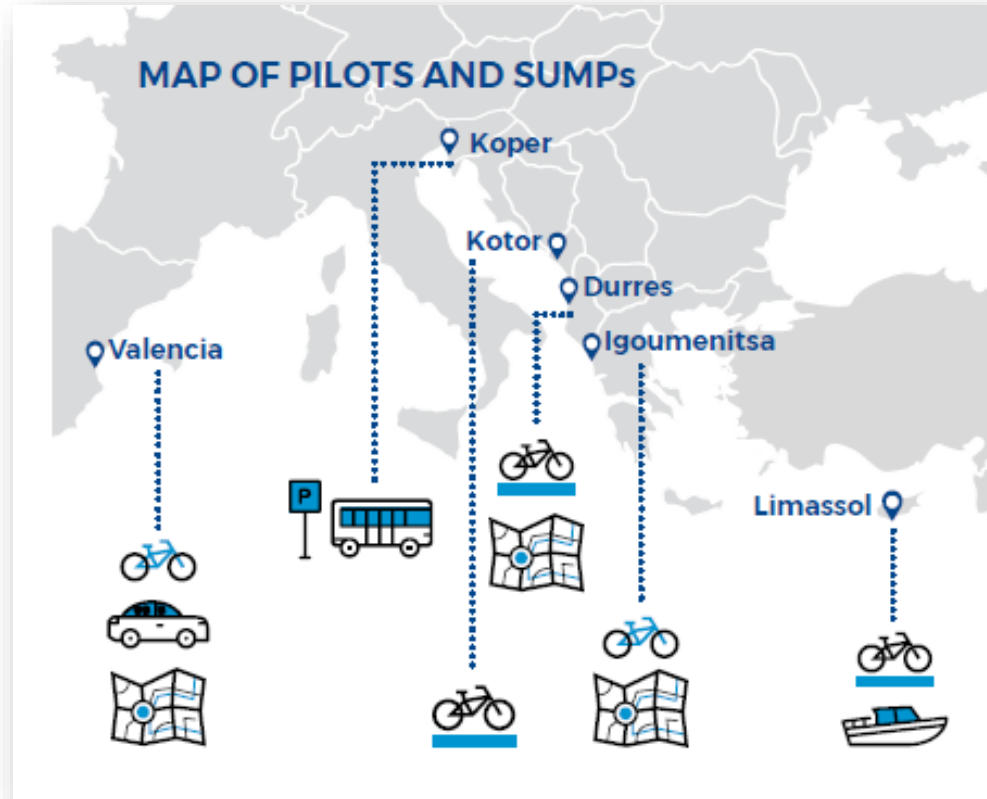 MAP OF PILOTS AND SUMPs
Koper
Kotor
Durres
Igoumenitsa
Valencia
P
Limassol